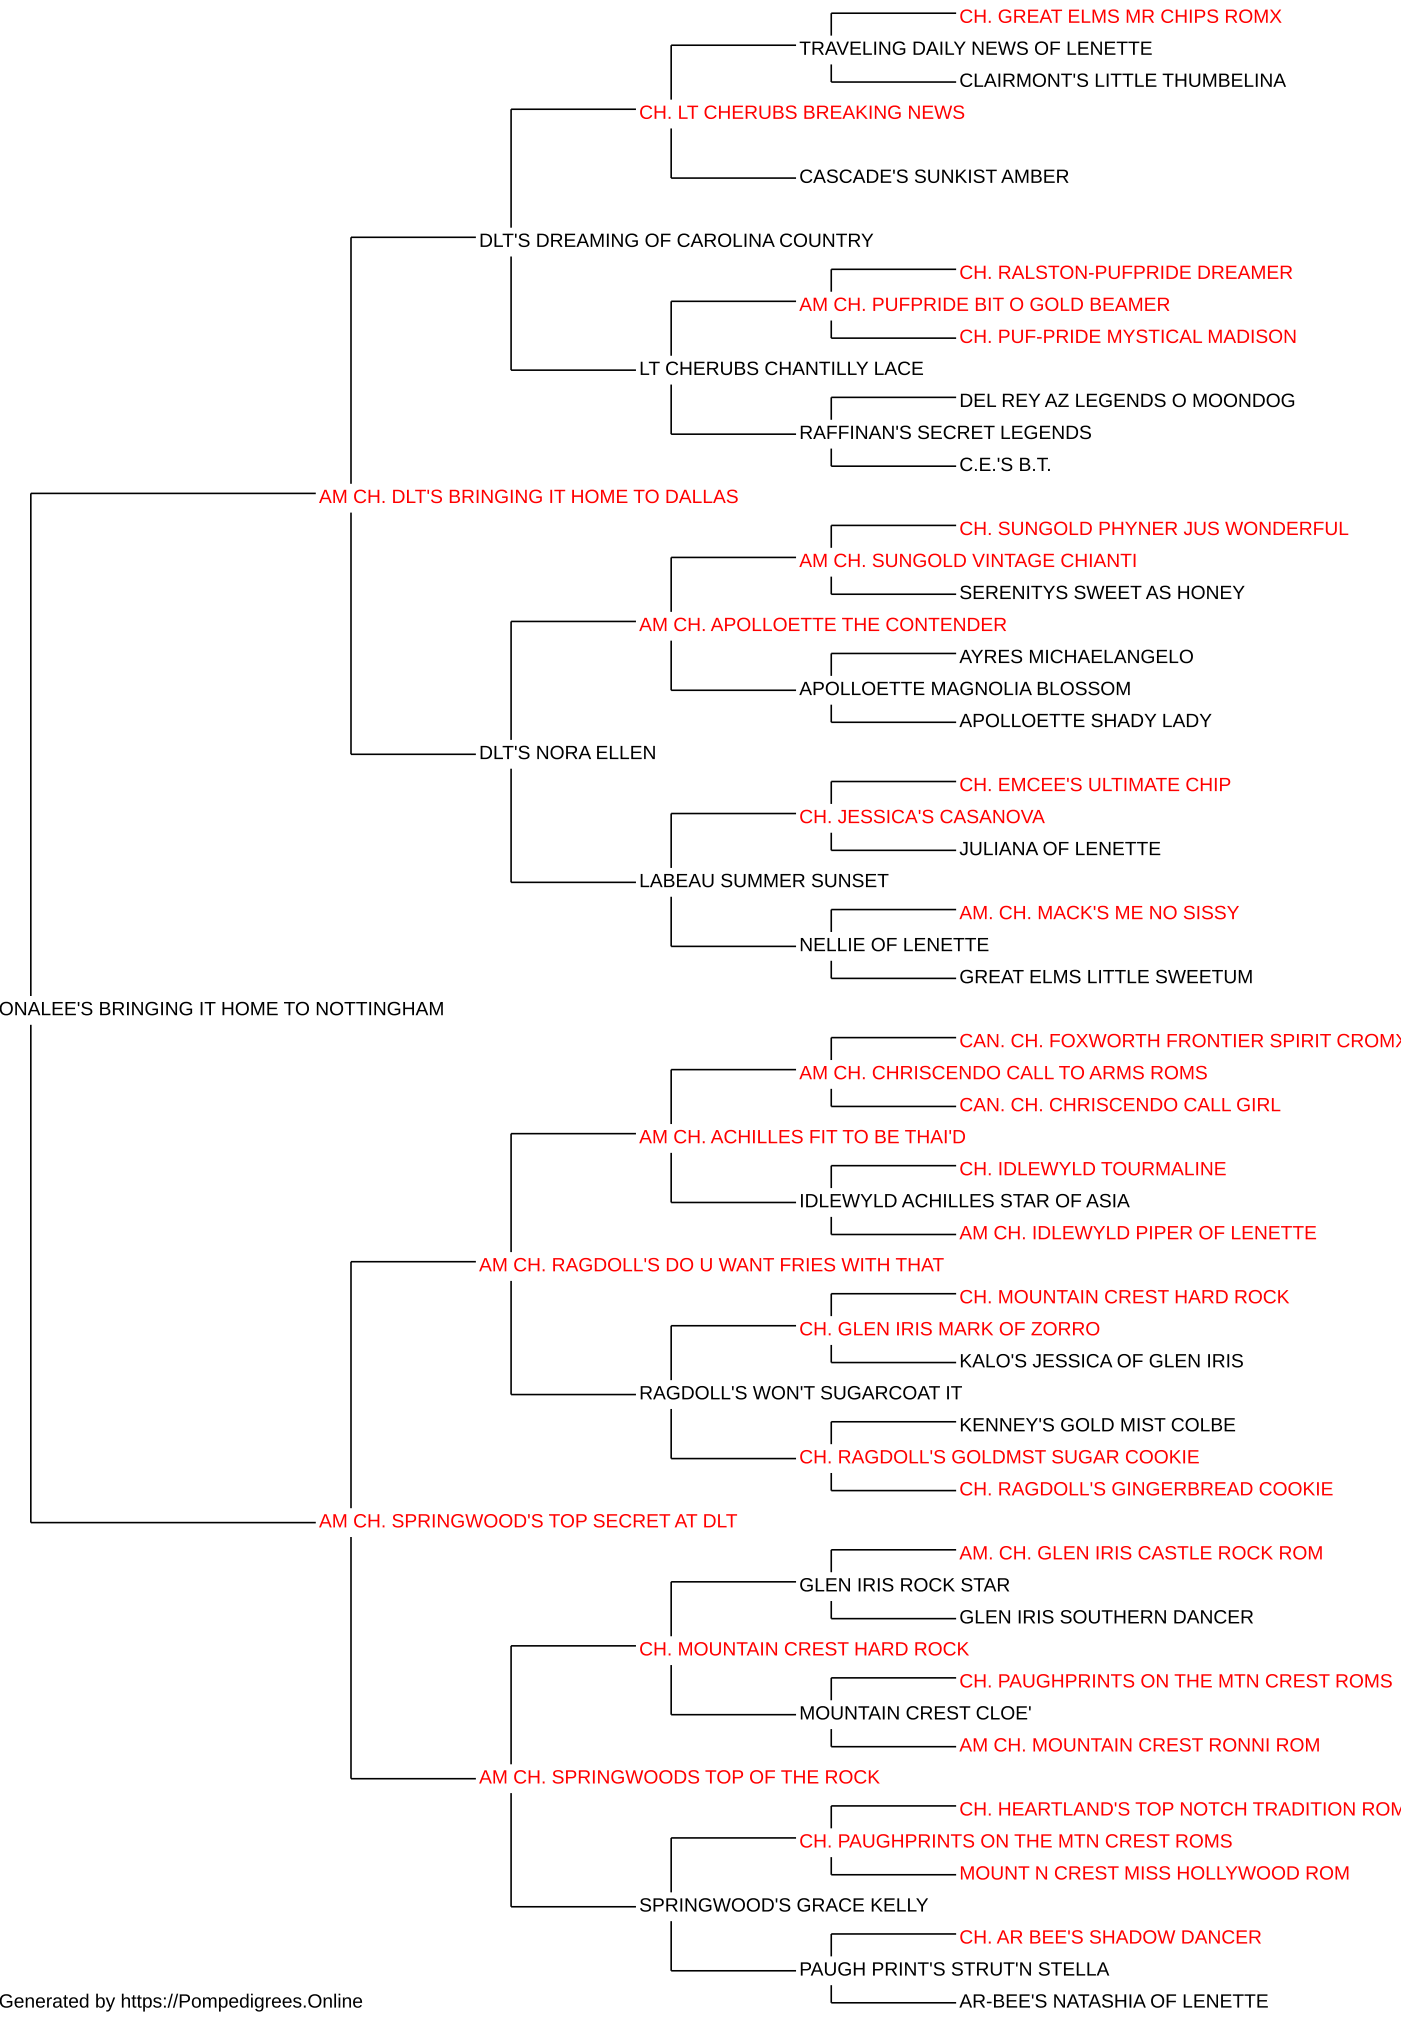 CH. GREAT ELMS MR CHIPS ROMX
TRAVELING DAILY NEWS OF LENETTE
CLAIRMONT'S LITTLE THUMBELINA
CH. LT CHERUBS BREAKING NEWS
CASCADE'S SUNKIST AMBER
DLT'S DREAMING OF CAROLINA COUNTRY
CH. RALSTON-PUFPRIDE DREAMER
AM CH. PUFPRIDE BIT O GOLD BEAMER
CH. PUF-PRIDE MYSTICAL MADISON
LT CHERUBS CHANTILLY LACE
DEL REY AZ LEGENDS O MOONDOG
RAFFINAN'S SECRET LEGENDS
C.E.'S B.T.
AM CH. DLT'S BRINGING IT HOME TO DALLAS
CH. SUNGOLD PHYNER JUS WONDERFUL
AM CH. SUNGOLD VINTAGE CHIANTI
SERENITYS SWEET AS HONEY
AM CH. APOLLOETTE THE CONTENDER
AYRES MICHAELANGELO
APOLLOETTE MAGNOLIA BLOSSOM
APOLLOETTE SHADY LADY
DLT'S NORA ELLEN
CH. EMCEE'S ULTIMATE CHIP
CH. JESSICA'S CASANOVA
JULIANA OF LENETTE
LABEAU SUMMER SUNSET
AM. CH. MACK'S ME NO SISSY
NELLIE OF LENETTE
GREAT ELMS LITTLE SWEETUM
ONALEE'S BRINGING IT HOME TO NOTTINGHAM
CAN. CH. FOXWORTH FRONTIER SPIRIT CROMX
AM CH. CHRISCENDO CALL TO ARMS ROMS
CAN. CH. CHRISCENDO CALL GIRL
AM CH. ACHILLES FIT TO BE THAI'D
CH. IDLEWYLD TOURMALINE
IDLEWYLD ACHILLES STAR OF ASIA
AM CH. IDLEWYLD PIPER OF LENETTE
AM CH. RAGDOLL'S DO U WANT FRIES WITH THAT
CH. MOUNTAIN CREST HARD ROCK
CH. GLEN IRIS MARK OF ZORRO
KALO'S JESSICA OF GLEN IRIS
RAGDOLL'S WON'T SUGARCOAT IT
KENNEY'S GOLD MIST COLBE
CH. RAGDOLL'S GOLDMST SUGAR COOKIE
CH. RAGDOLL'S GINGERBREAD COOKIE
AM CH. SPRINGWOOD'S TOP SECRET AT DLT
AM. CH. GLEN IRIS CASTLE ROCK ROM
GLEN IRIS ROCK STAR
GLEN IRIS SOUTHERN DANCER
CH. MOUNTAIN CREST HARD ROCK
CH. PAUGHPRINTS ON THE MTN CREST ROMS
MOUNTAIN CREST CLOE'
AM CH. MOUNTAIN CREST RONNI ROM
AM CH. SPRINGWOODS TOP OF THE ROCK
CH. HEARTLAND'S TOP NOTCH TRADITION ROM
CH. PAUGHPRINTS ON THE MTN CREST ROMS
MOUNT N CREST MISS HOLLYWOOD ROM
SPRINGWOOD'S GRACE KELLY
CH. AR BEE'S SHADOW DANCER
PAUGH PRINT'S STRUT'N STELLA
AR-BEE'S NATASHIA OF LENETTE
Generated by https://Pompedigrees.Online